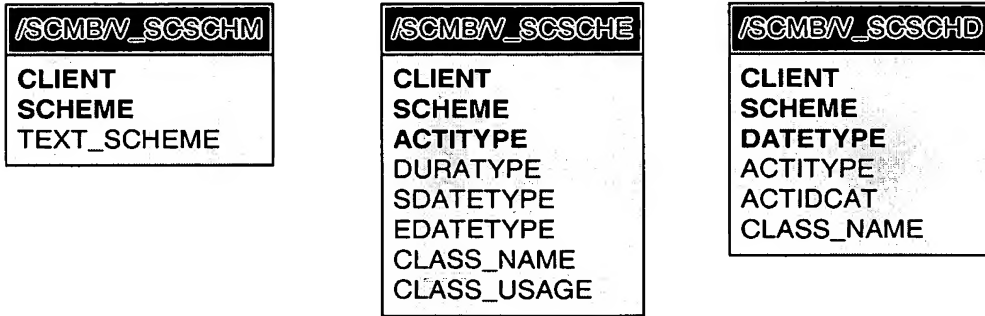 /SCMB/V_SCSCHM
CLIENT
SCHEME
TEXT_SCHEME
/SCMB/V_SCSCHE
CLIENT
SCHEME
ACTITYPE
DURATYPE
SDATETYPE
EDATETYPE
CLASS_NAME
CLASS_USAGE
/SCMB/V_SCSCHD
CLIENT
SCHEME
DATETYPE
ACTITYPE
ACTIDCAT
CLASS_NAME